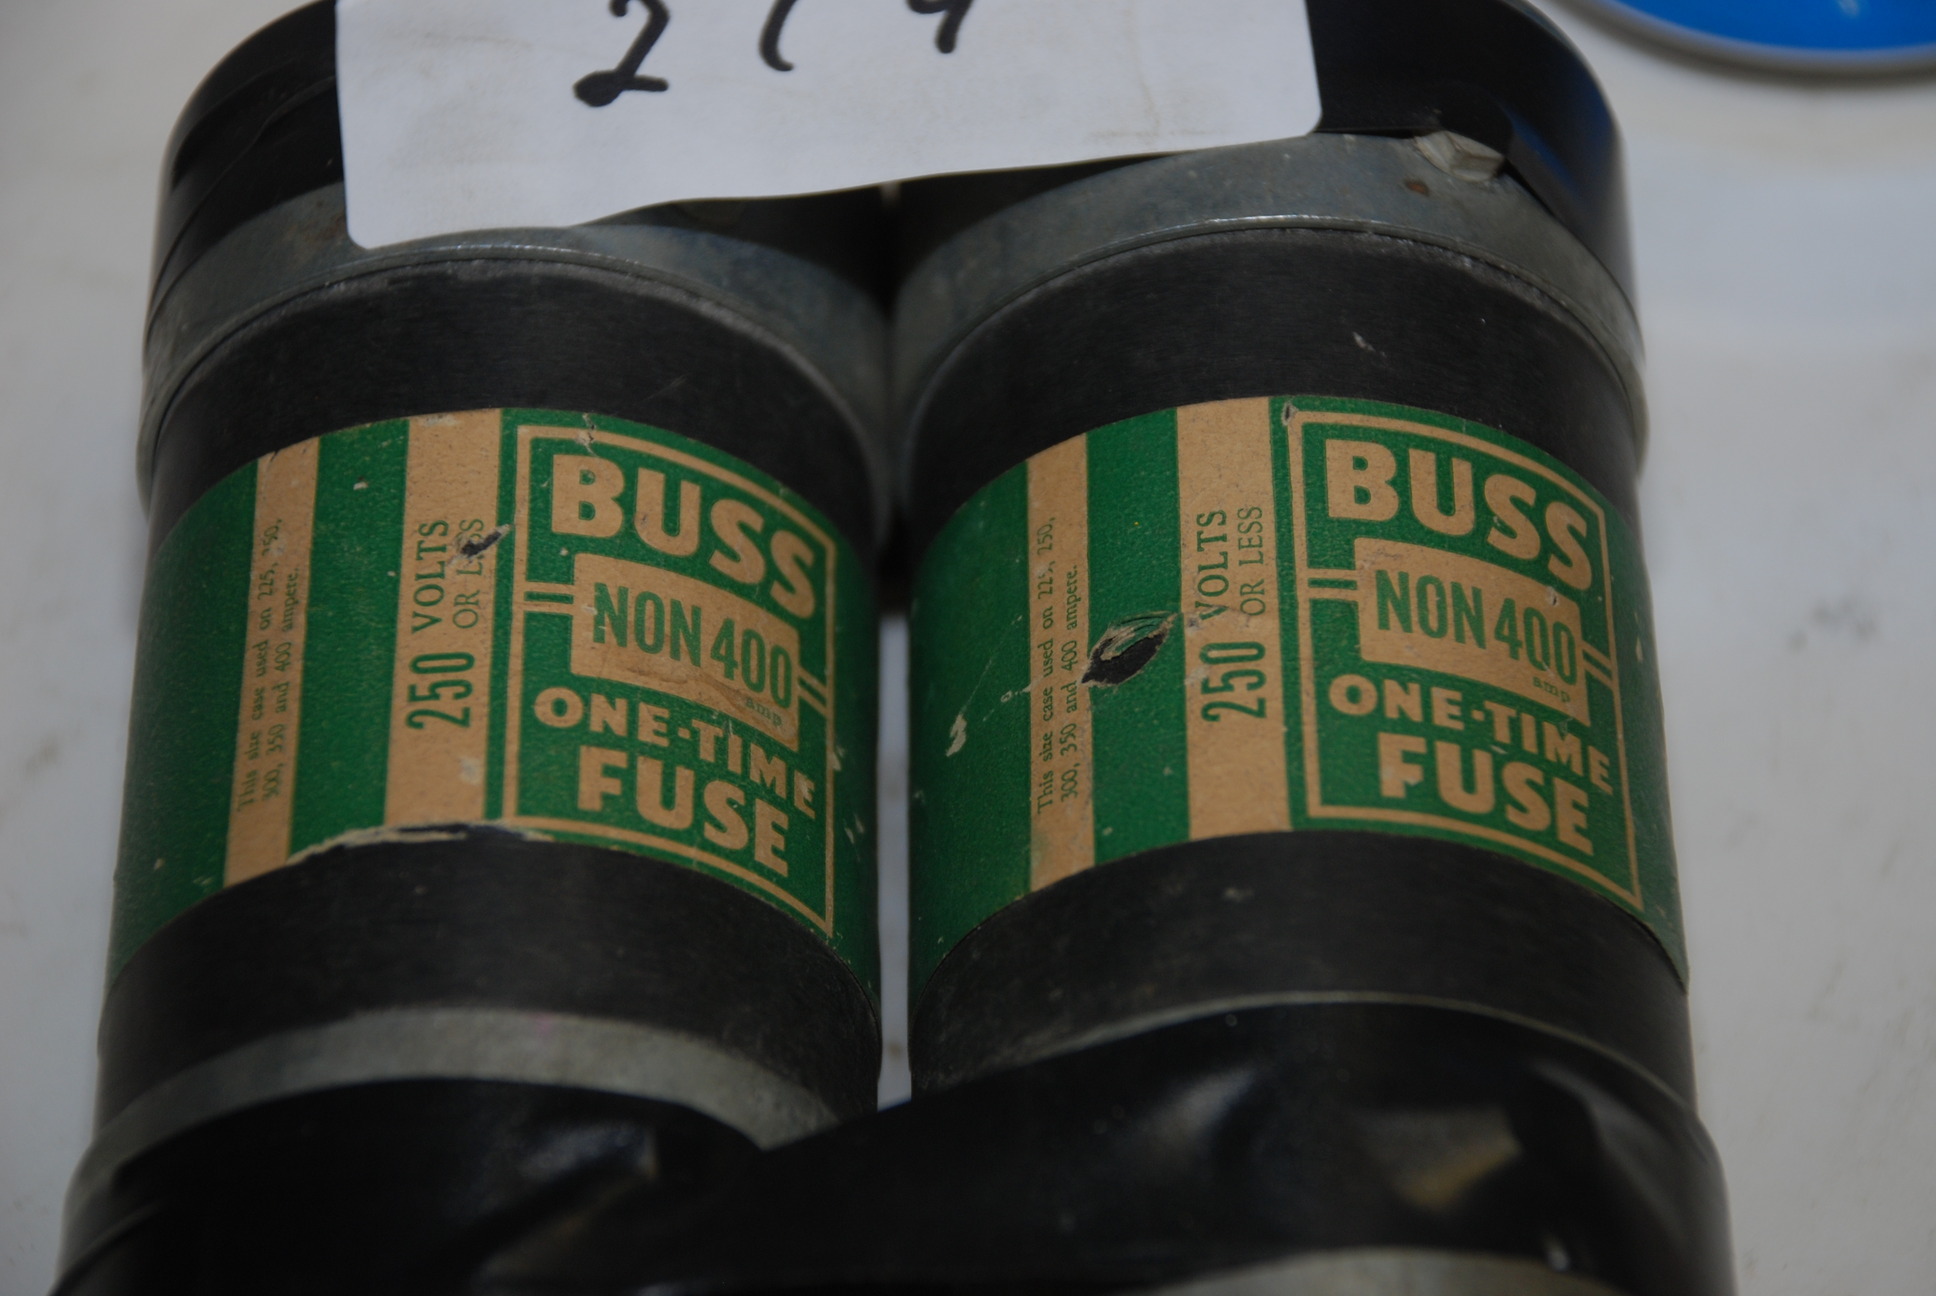 This size case used on 225, 250,
300, 350 and 400 ampere.
250 VOLTS
OR LESS
BUSS
NON 400
amp
ONE-TIME
FUSE
This size case used on 225, 250,
300, 350 and 400 ampere.
250 VOLTS
OR LESS
BUSS
NON 400
amp
ONE-TIME
FUSE